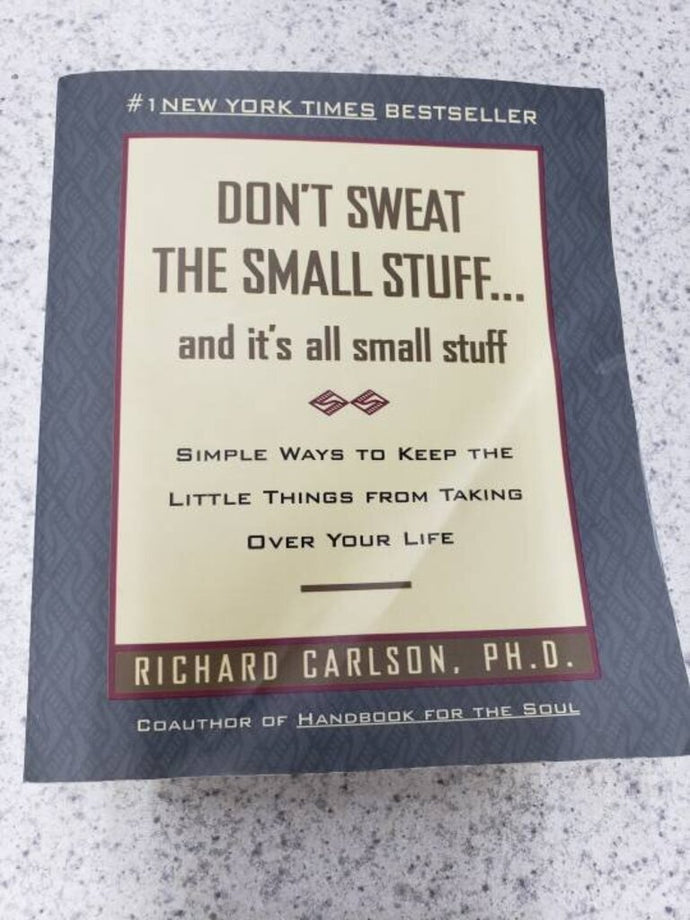 #1 NEW YORK TIMES BESTSELLER
DON'T SWEAT
THE SMALL STUFF...
and it's all small stuff
SIMPLE WAYS TO KEEP THE
LITTLE THINGS FROM TAKING
OVER YOUR LIFE
RICHARD CARLSON, PH.D.
COAUTHOR OF HANDBOOK FOR THE SOUL